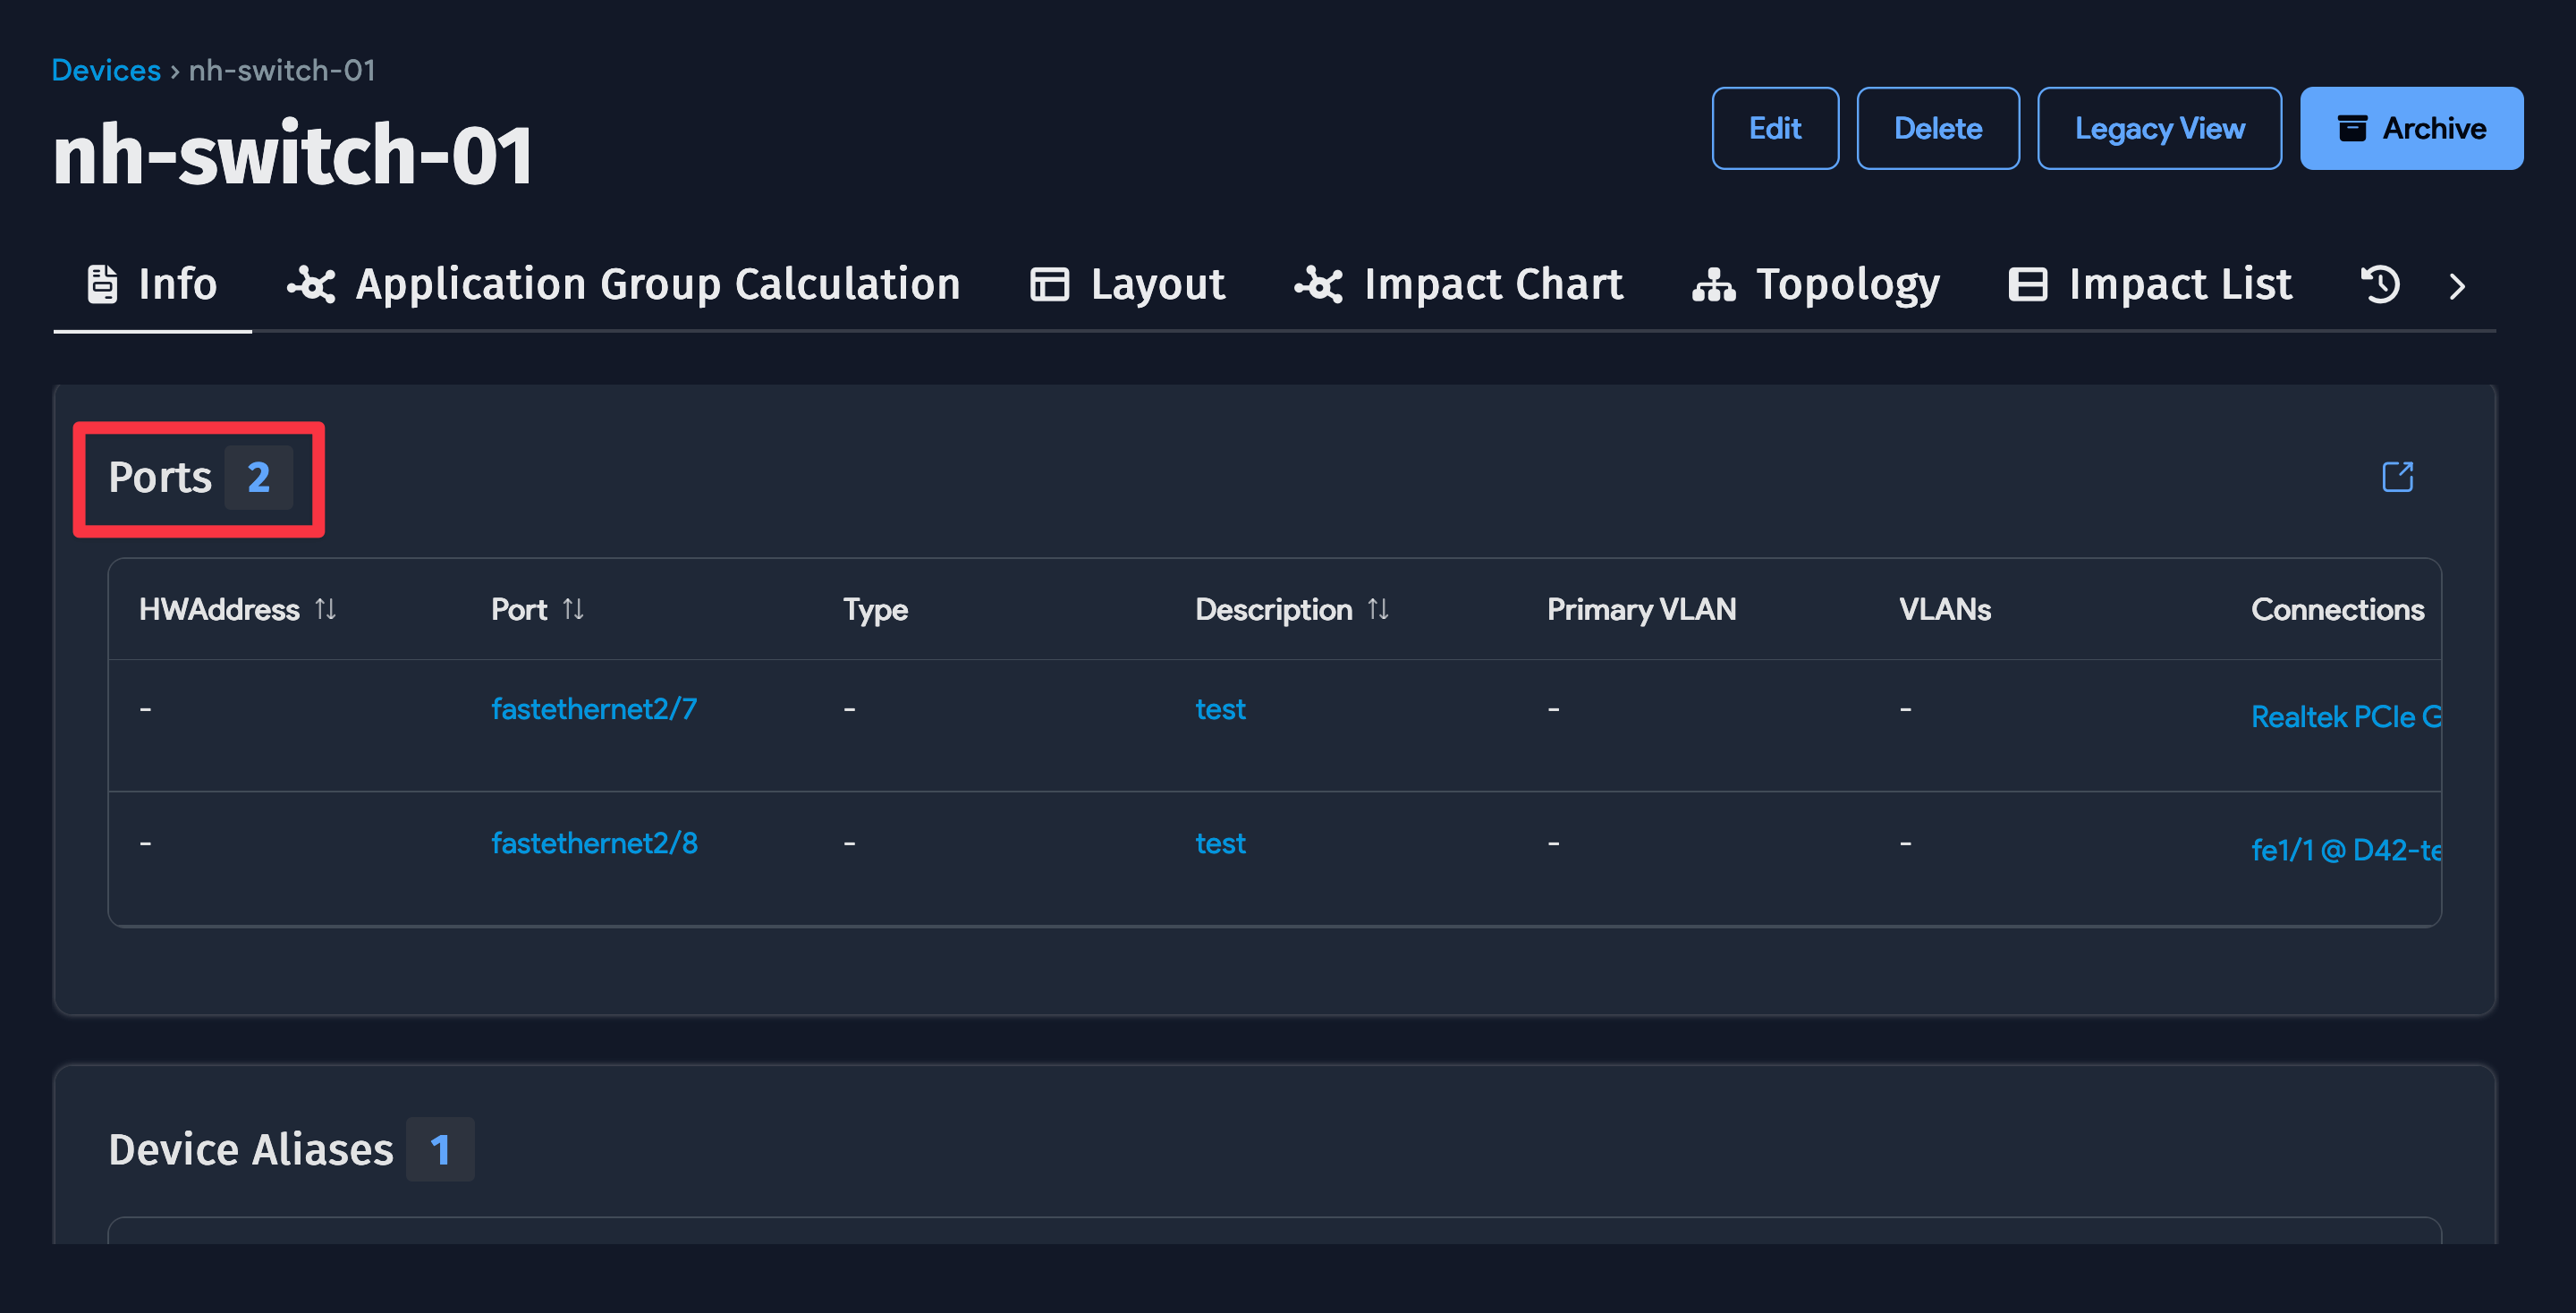 Devices › nh-switch-01
nh-switch-01
Edit
Delete
Legacy View
Archive
Info
Application Group Calculation
Layout
Impact Chart
Topology
Impact List
Ports 2
HWAddress Port Type Description Primary VLAN VLANs Connections
- fastethernet2/7 - test - - Realtek PCIe G
- fastethernet2/8 - test - - fe1/1 @ D42-te
Device Aliases 1